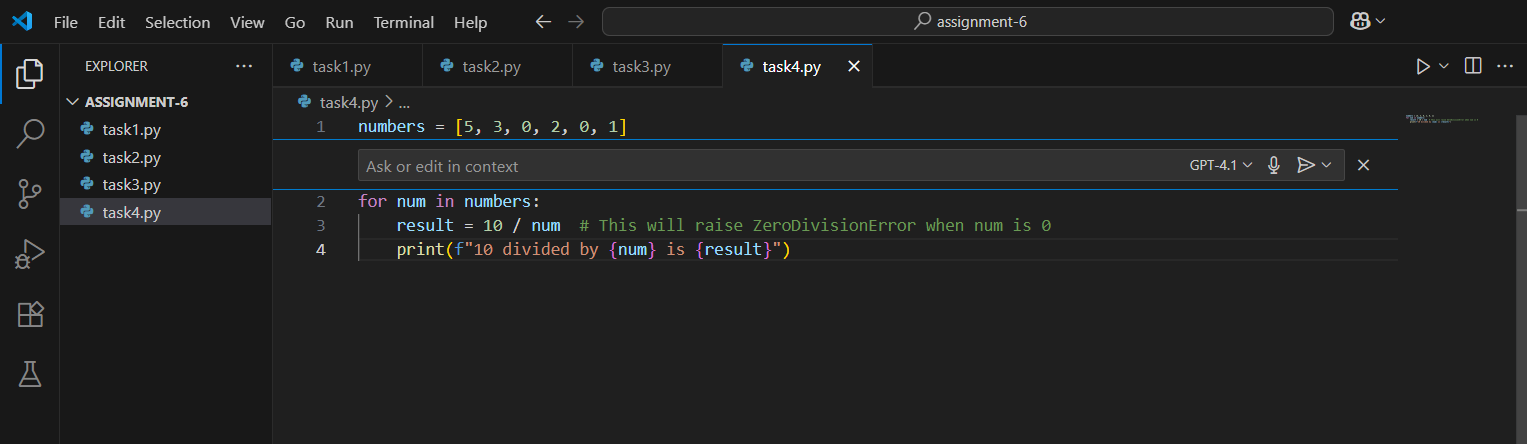 File Edit Selection View Go Run Terminal Help assignment-6
EXPLORER
ASSIGNMENT-6
task1.py
task2.py
task3.py
task4.py
task1.py task2.py task3.py task4.py
task4.py > ...
1 numbers = [5, 3, 0, 2, 0, 1]
Ask or edit in context GPT-4.1
2 for num in numbers:
3     result = 10 / num  # This will raise ZeroDivisionError when num is 0
4     print(f"10 divided by {num} is {result}")